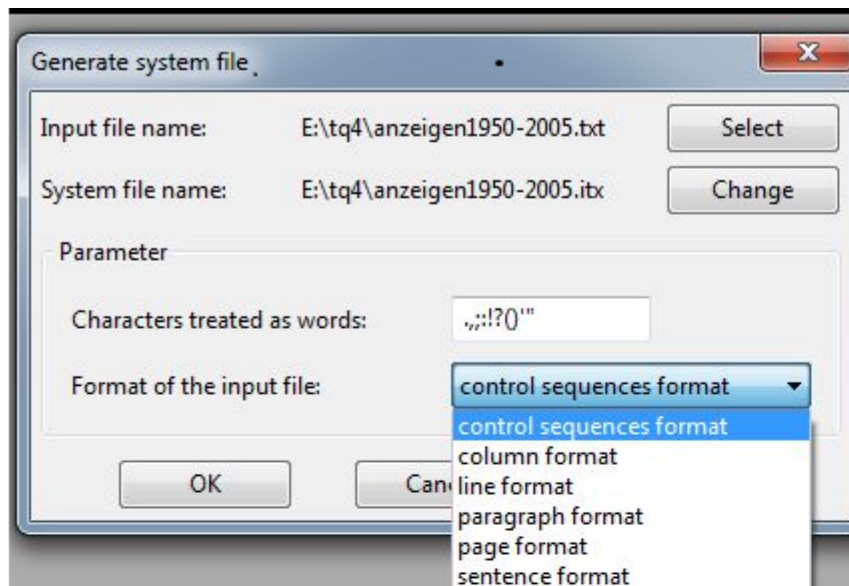 Generate system file
Input file name: E:\tq4\anzeigen1950-2005.txt Select
System file name: E:\tq4\anzeigen1950-2005.itx Change
Parameter
Characters treated as words: .,;:!?()'"
Format of the input file: control sequences format
control sequences format
column format
OK Can line format
paragraph format
page format
sentence format